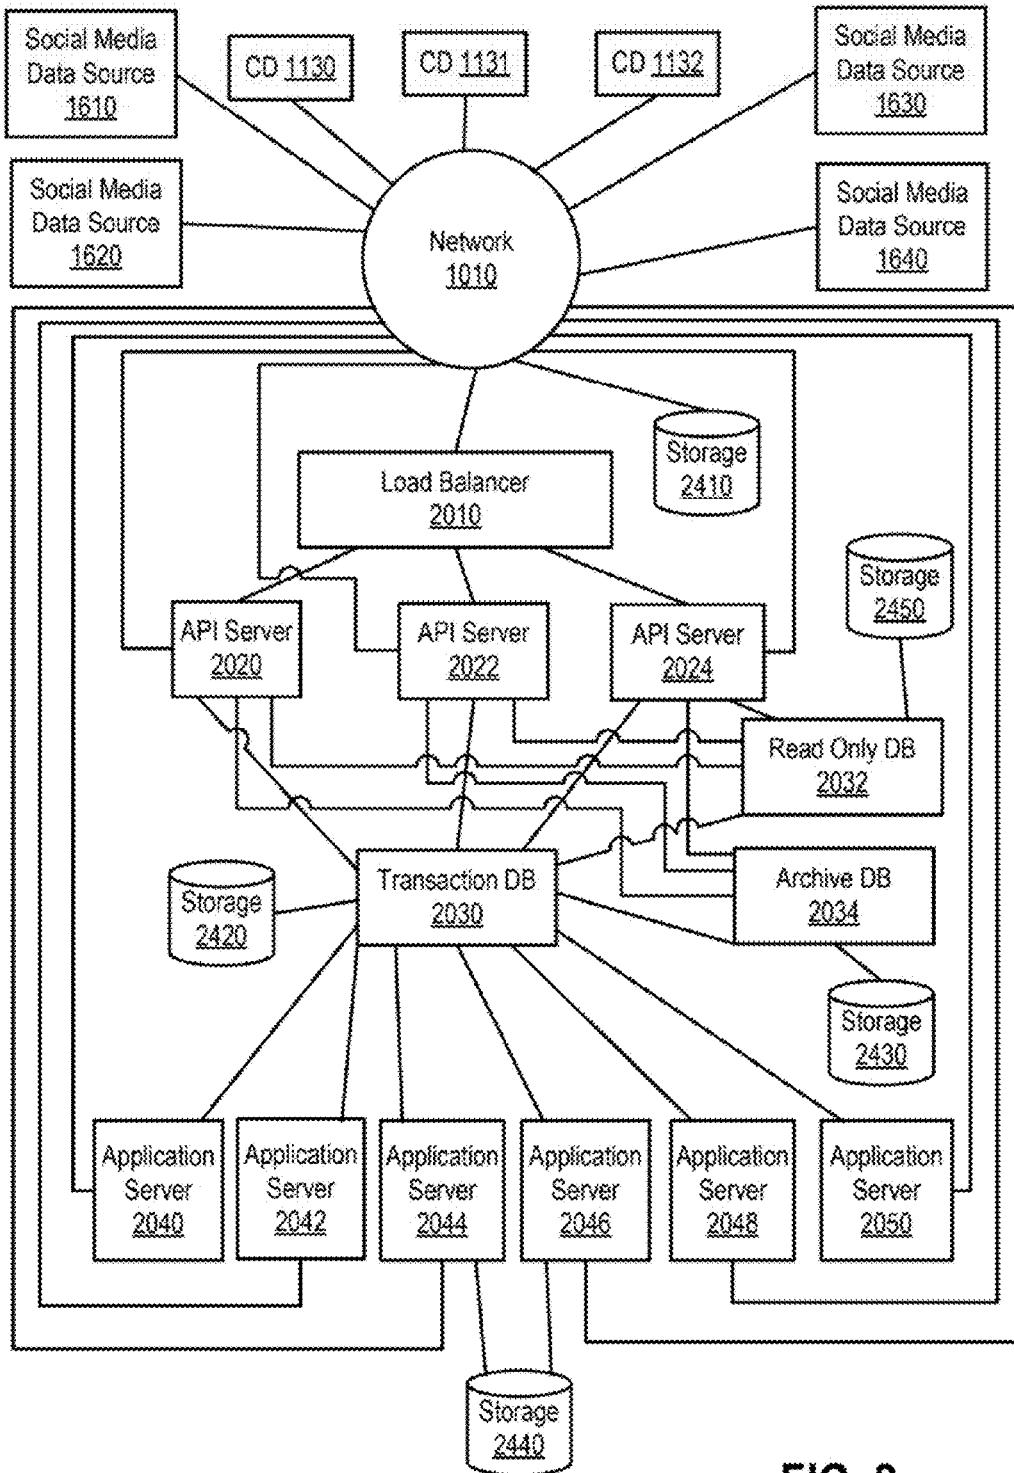 Social Media
Data Source
1610
CD 1130
CD 1131
CD 1132
Social Media
Data Source
1630
Social Media
Data Source
1620
Network
1010
Social Media
Data Source
1640
Storage
2410
Load Balancer
2010
Storage
2450
API Server
2020
API Server
2022
API Server
2024
Read Only DB
2032
Transaction DB
2030
Archive DB
2034
Storage
2420
Storage
2430
Application
Server
2040
Application
Server
2042
Application
Server
2044
Application
Server
2046
Application
Server
2048
Application
Server
2050
Storage
2440